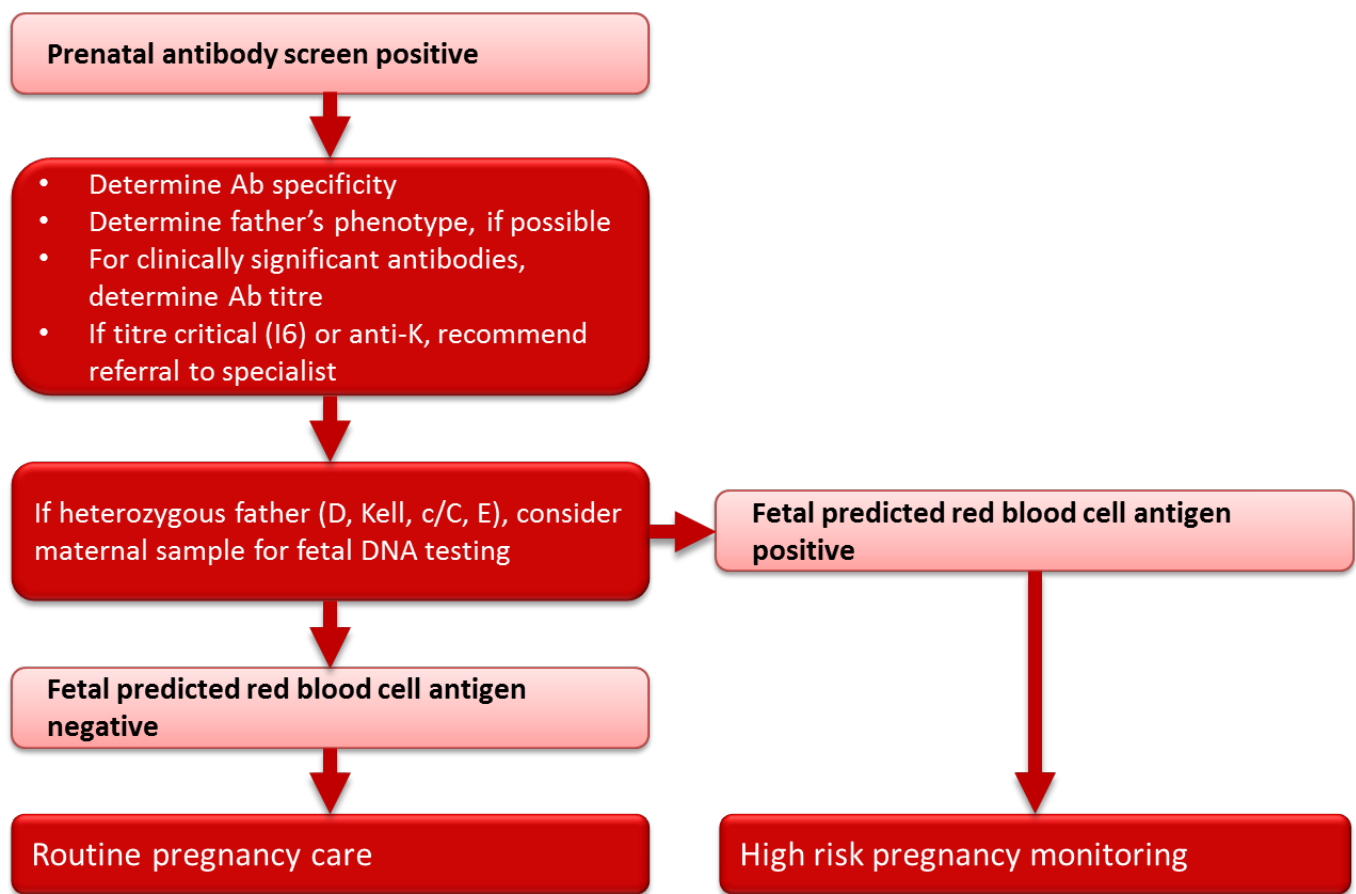 Prenatal antibody screen positive
• Determine Ab specificity
• Determine father's phenotype, if possible
• For clinically significant antibodies,
determine Ab titre
• If titre critical (I6) or anti-K, recommend
referral to specialist
If heterozygous father (D, Kell, c/C, E), consider
maternal sample for fetal DNA testing
Fetal predicted red blood cell antigen
positive
Fetal predicted red blood cell antigen
negative
Routine pregnancy care
High risk pregnancy monitoring